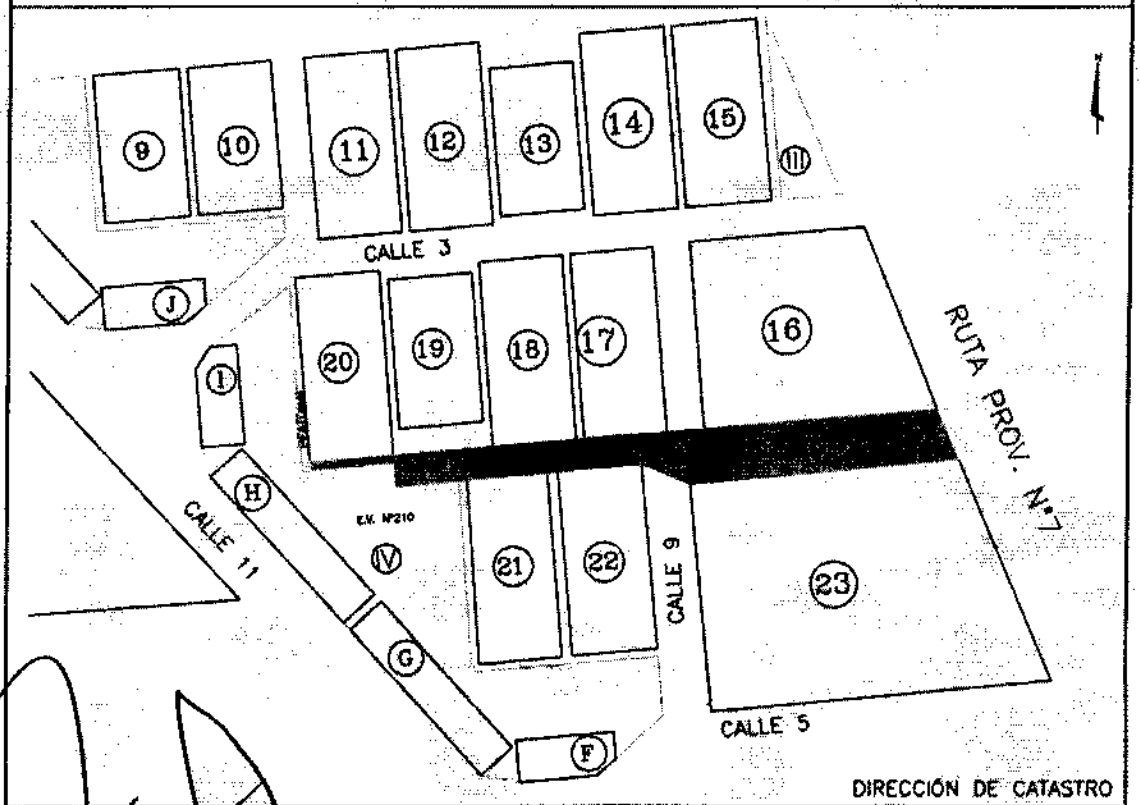 9
10
11
12
13
14
15
III
CALLE 3
J
I
20
19
18
17
16
RUTA PROV. N°7
H
CALLE 11
E.V. Nº210
IV
21
22
CALLE 9
23
G
F
CALLE 5
DIRECCIÓN DE CATASTRO